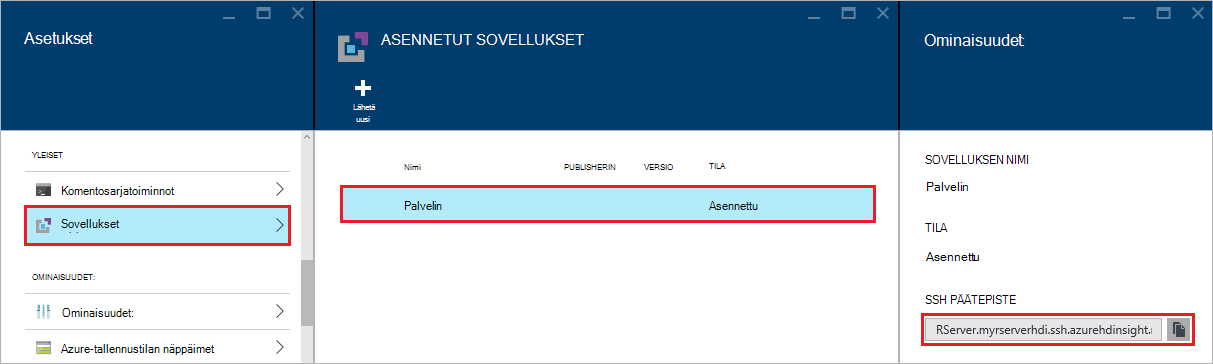 Asetukset
YLEISET
Komentosarjatoiminnot
Sovellukset
OMINAISUUDET:
Ominaisuudet:
Azure-tallennustilan näppäimet
ASENNETUT SOVELLUKSET
Lähetä
uusi
Nimi PUBLISHERIN VERSIO TILA
Palvelin Asennettu
Ominaisuudet:
SOVELLUKSEN NIMI
Palvelin
TILA
Asennettu
SSH PÄÄTEPISTE
RServer.myrserverhdi.ssh.azurehdinsight.